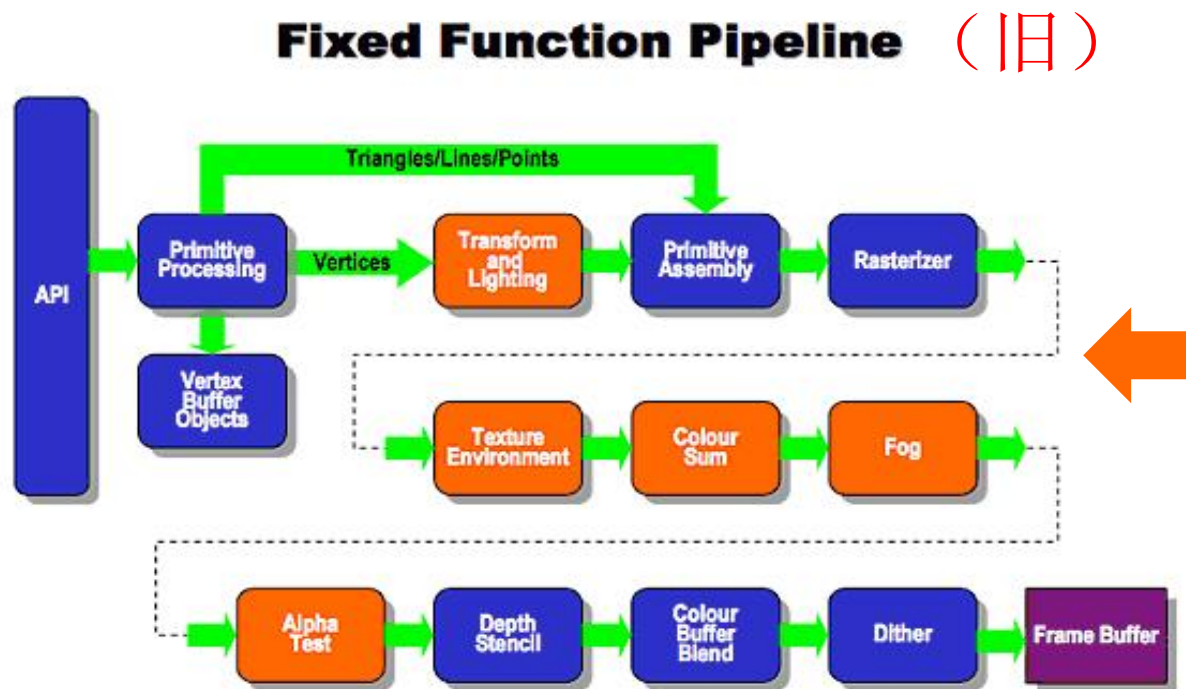 Fixed Function Pipeline （旧）
Triangles/Lines/Points
API
Primitive
Processing
Vertices
Transform
and
Lighting
Primitive
Assembly
Rasterizer
Vertex
Buffer
Objects
Texture
Environment
Colour
Sum
Fog
Alpha
Test
Depth
Stencil
Colour
Buffer
Blend
Dither
Frame Buffer